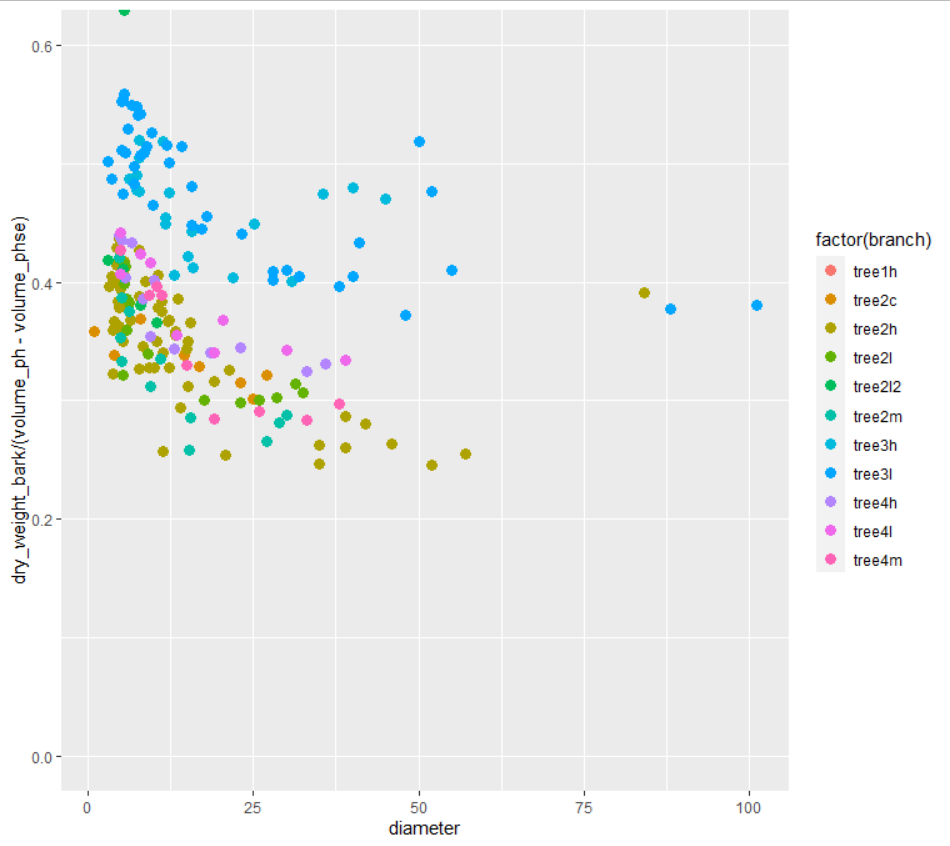 0.6
0.4
0.2
0.0
dry_weight_bark/(volume_ph - volume_phse)
0
25
50
75
100
diameter
factor(branch)
tree1h
tree2c
tree2h
tree2l
tree2l2
tree2m
tree3h
tree3l
tree4h
tree4l
tree4m